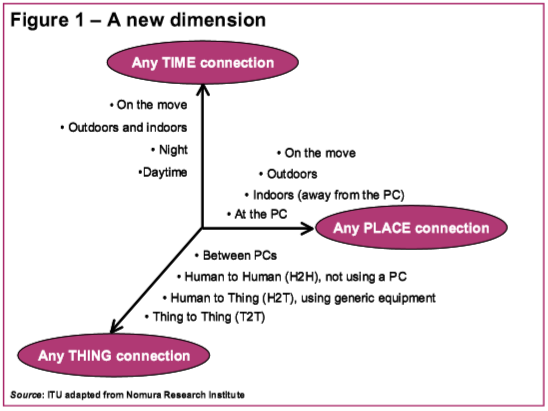 Figure 1 – A new dimension
Any TIME connection
• On the move
• Outdoors and indoors
• Night
•Daytime
• On the move
• Outdoors
• Indoors (away from the PC)
• At the PC
Any PLACE connection
• Between PCs
• Human to Human (H2H), not using a PC
• Human to Thing (H2T), using generic equipment
• Thing to Thing (T2T)
Any THING connection
Source: ITU adapted from Nomura Research Institute